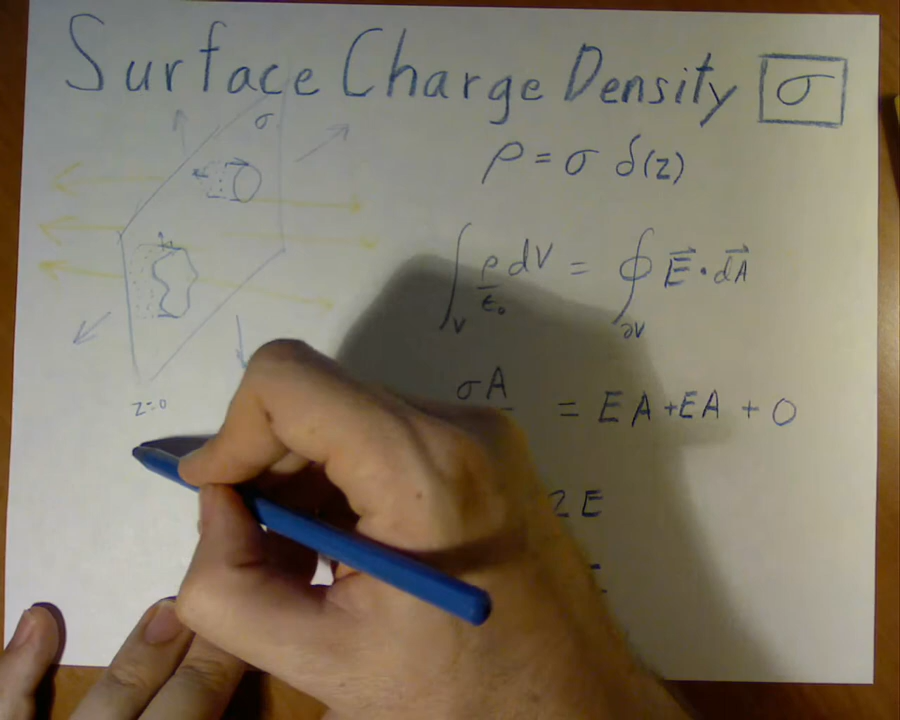 Surface Charge Density σ
σ
ρ = σ δ(z)
∫_V ρ/ε₀ dV = ∮_∂V E⃗ · dA⃗
σA = EA + EA + 0
z=0
2E